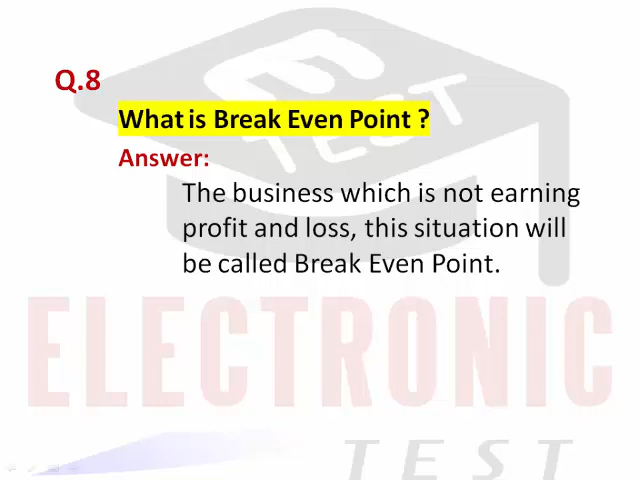 Q.8
What is Break Even Point ?
Answer:
The business which is not earning
profit and loss, this situation will
be called Break Even Point.
TEST
ELECTRONIC
TEST